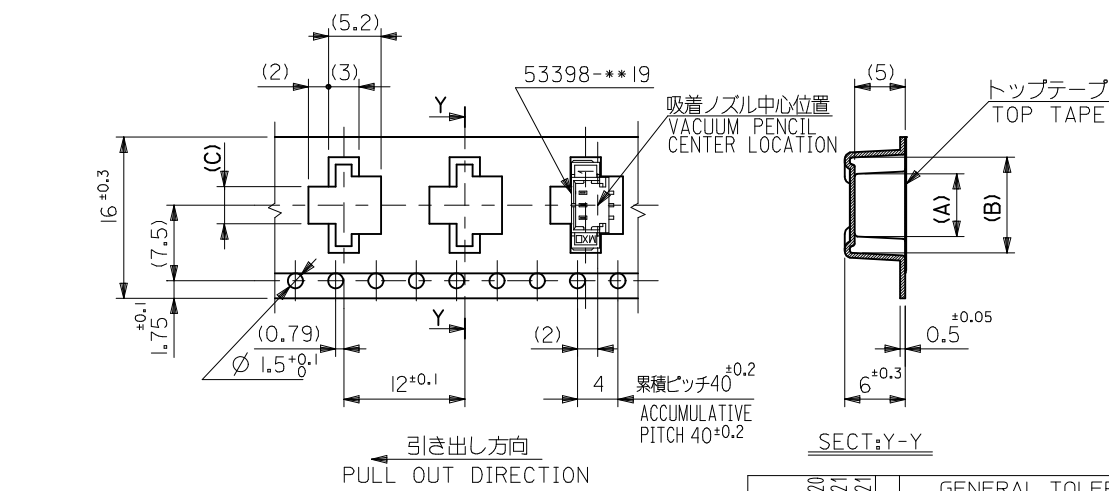 (5.2)
(2)
(3)
53398-**19
(5)
トップテープ
TOP TAPE
Y
吸着ノズル中心位置
VACUUM PENCIL
CENTER LOCATION
(C)
16±0.3
(7.5)
(A)
(B)
MXJ
1.75±0.1
Y
(0.79)
(2)
0.5±0.05
Ø 1.5+0.1 0
12±0.1
4
累積ピッチ40±0.2
6±0.3
ACCUMULATIVE
PITCH 40±0.2
引き出し方向
PULL OUT DIRECTION
SECT:Y-Y
20
21
21